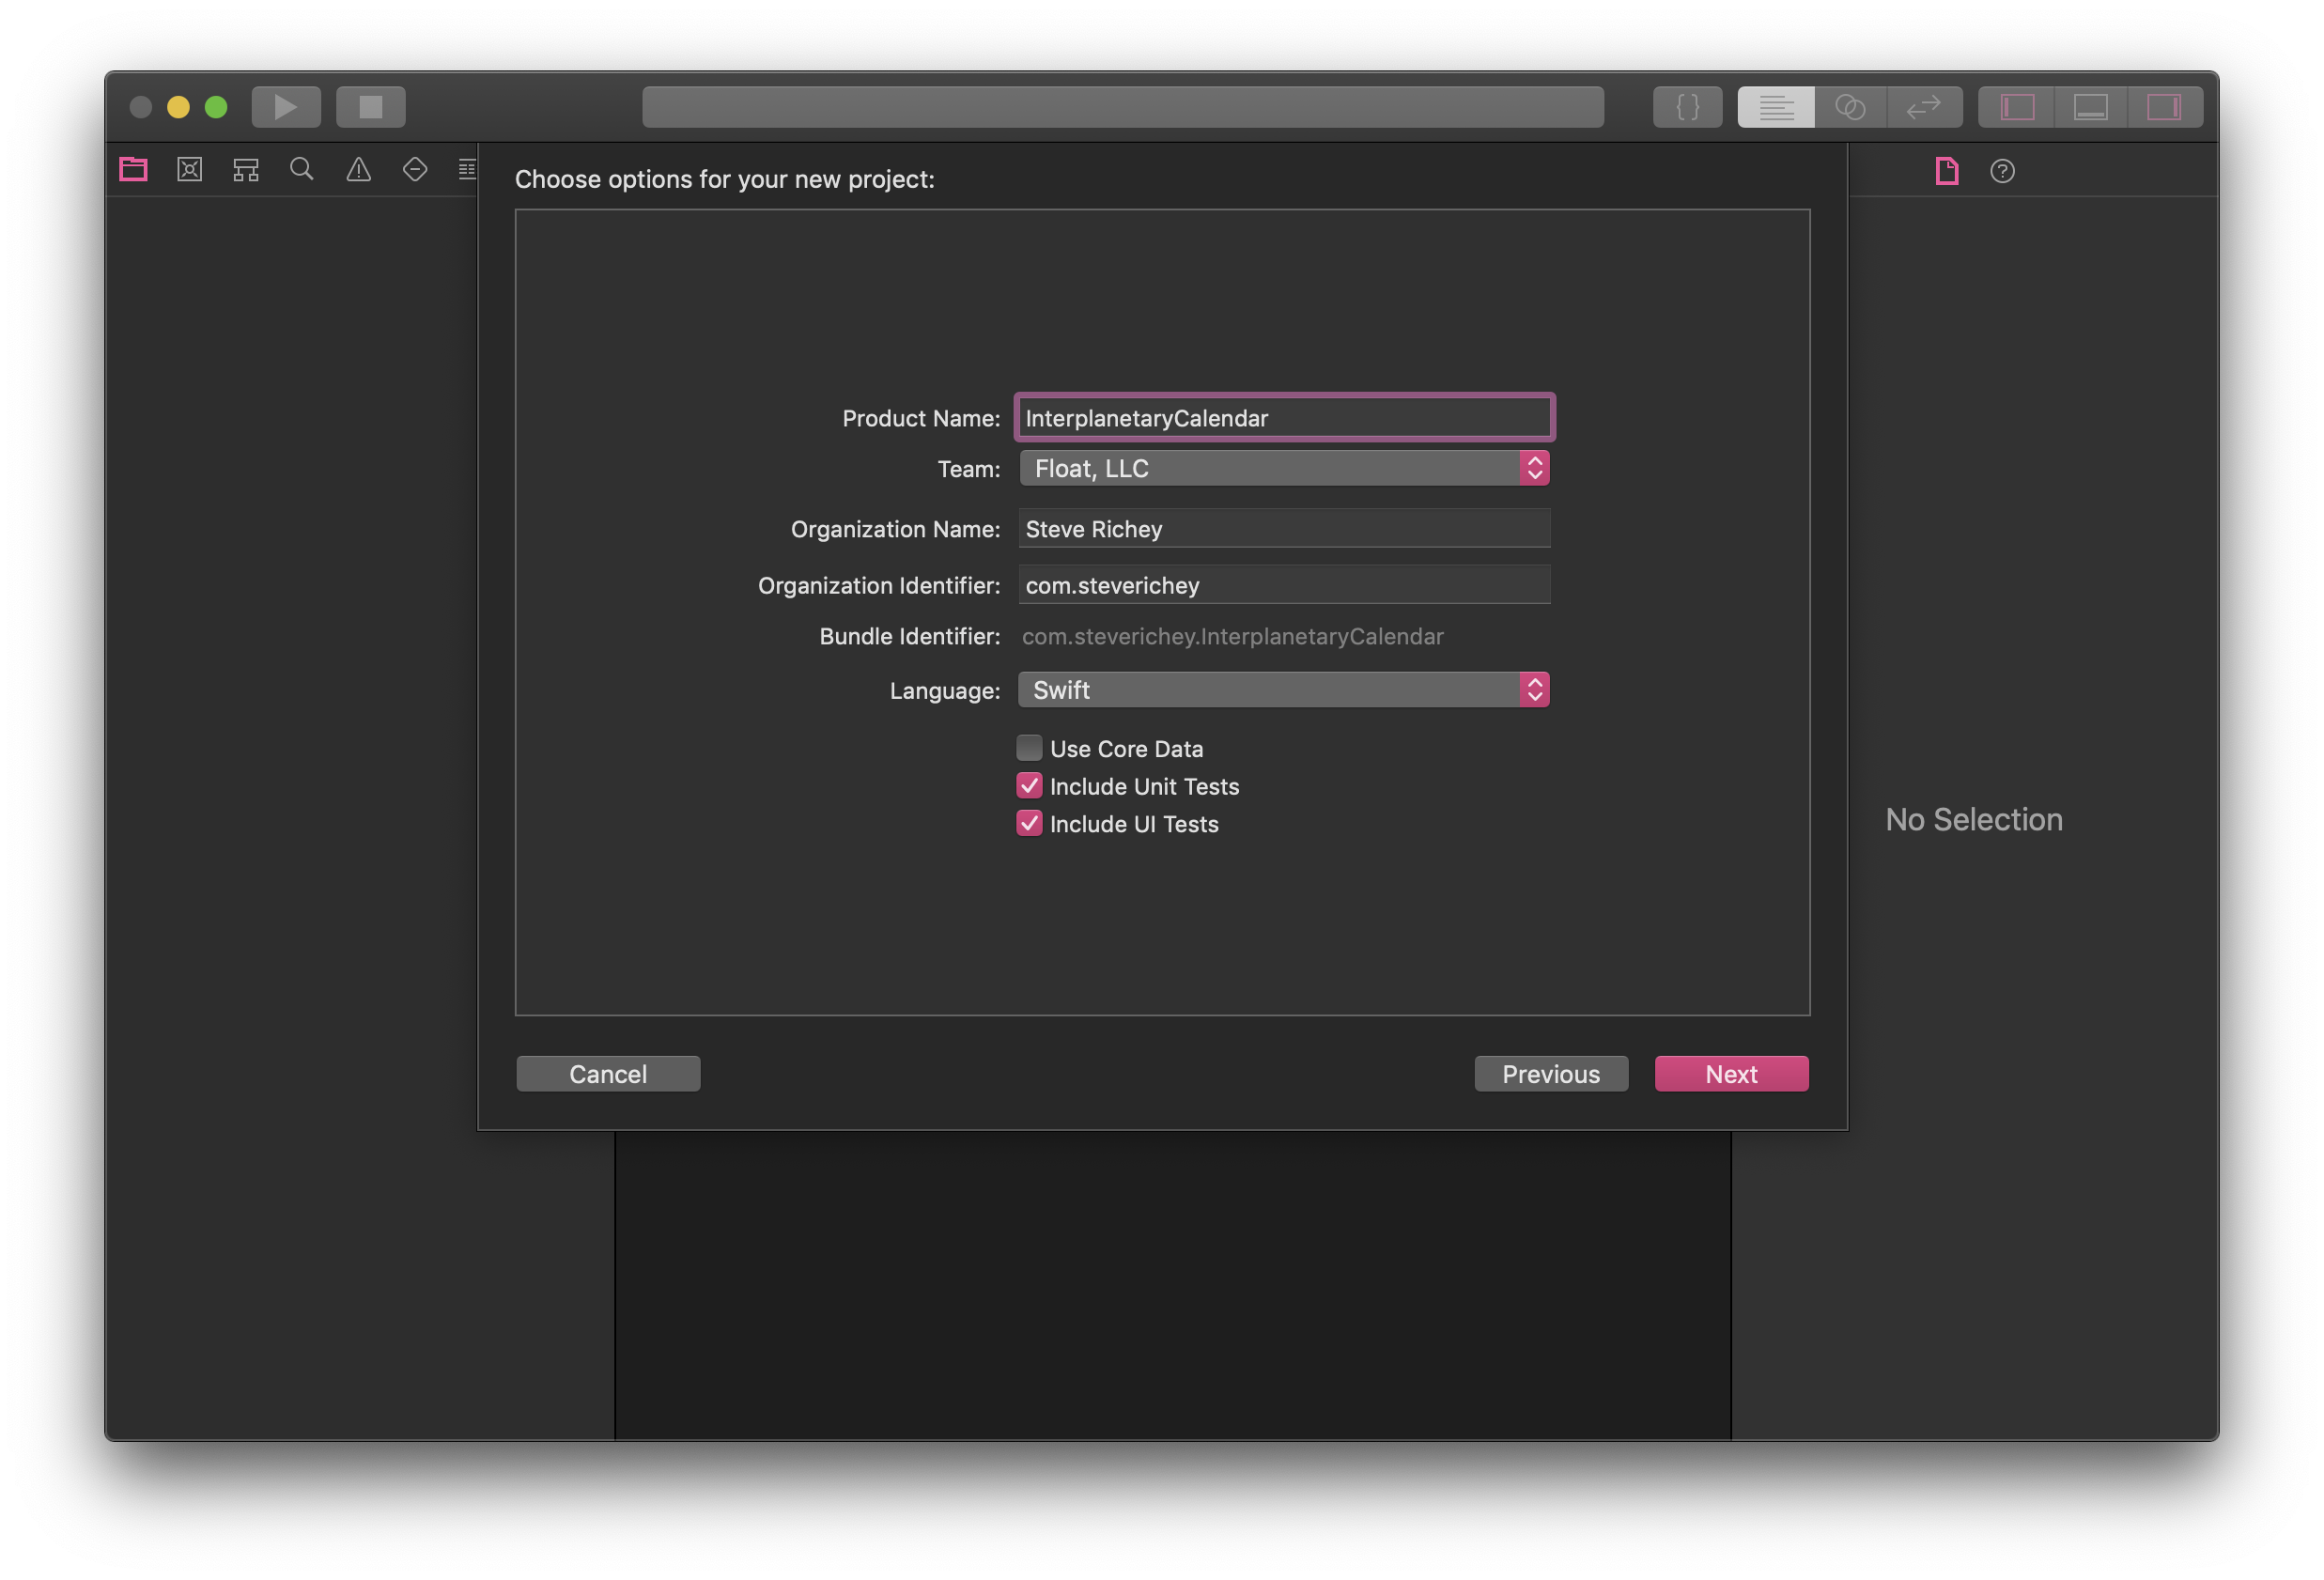 Choose options for your new project:
Product Name: InterplanetaryCalendar
Team: Float, LLC
Organization Name: Steve Richey
Organization Identifier: com.steverichey
Bundle Identifier: com.steverichey.InterplanetaryCalendar
Language: Swift
Use Core Data
Include Unit Tests
Include UI Tests
No Selection
Cancel Previous Next